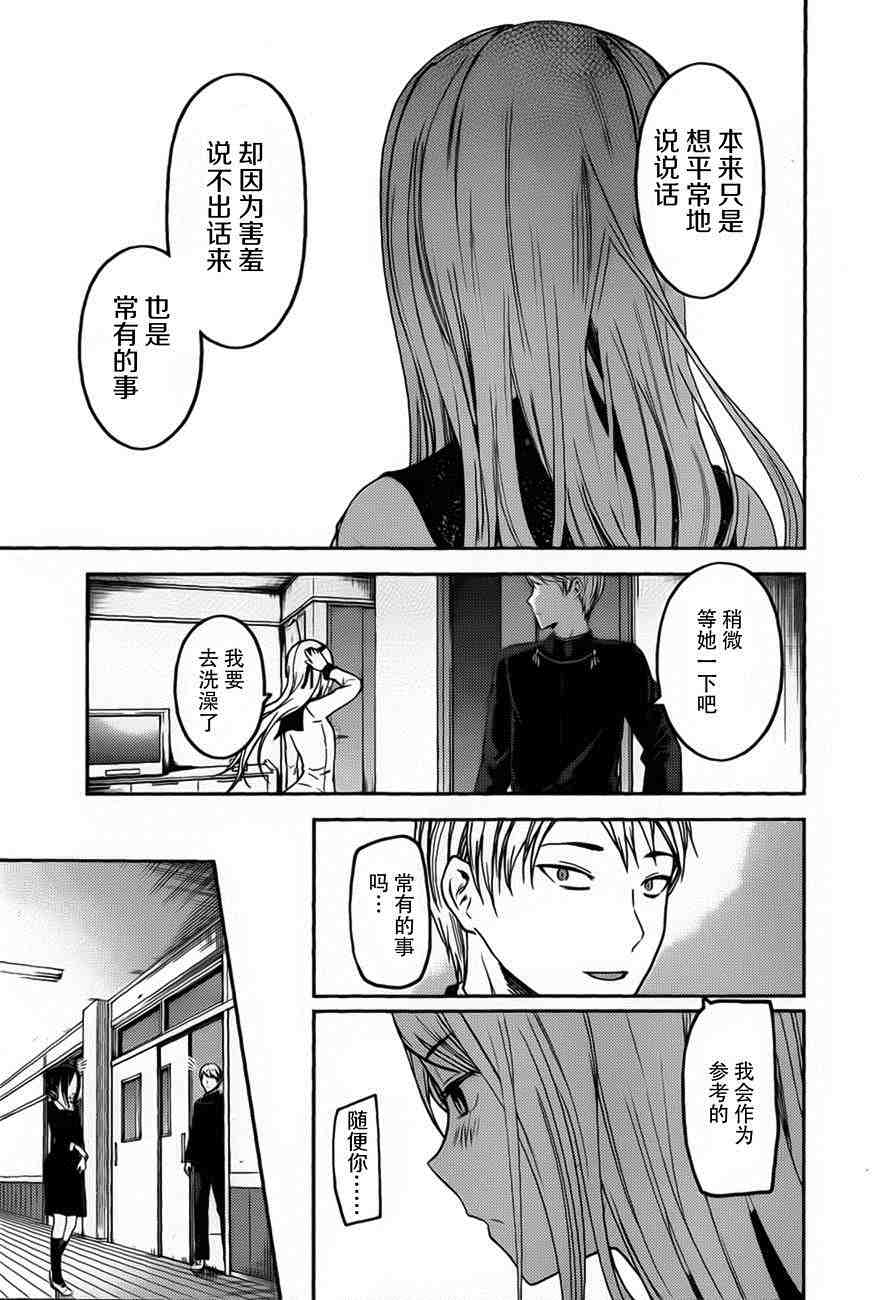 本来只是
想平常地
说说话
却因为害羞
说不出话来
也是
常有的事
稍微
等她一下吧
我要
去洗澡了
常有的事
吗…
我会作为
参考的
随便你……